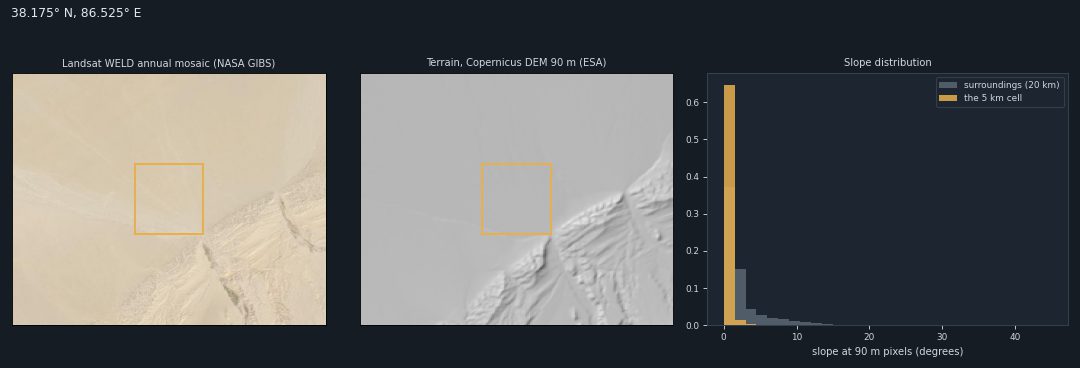 38.175° N, 86.525° E
Landsat WELD annual mosaic (NASA GIBS)
Terrain, Copernicus DEM 90 m (ESA)
Slope distribution
surroundings (20 km)
the 5 km cell
0.6
0.5
0.4
0.3
0.2
0.1
0.0
0 10 20 30 40
slope at 90 m pixels (degrees)